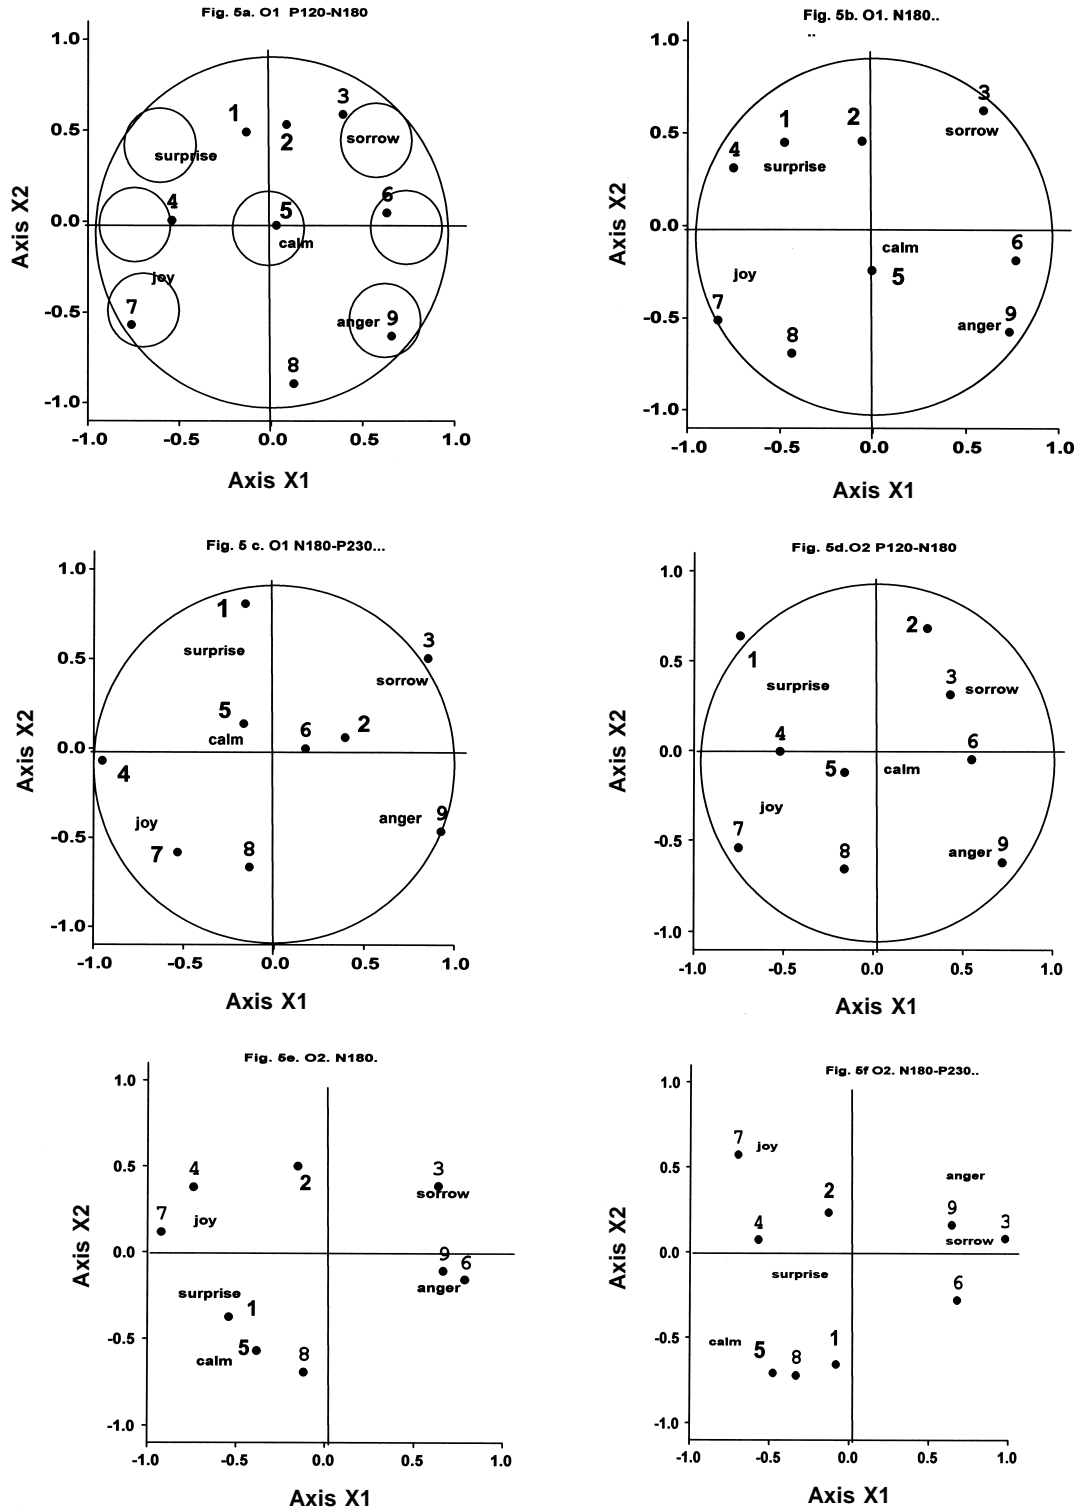 Fig. 5a. O1 P120-N180
1.0
0.5
0.0
-0.5
-1.0
Axis X2
1
2
3
sorrow
surprise
4
5
6
calm
joy
7
anger
9
8
-1.0 -0.5 0.0 0.5 1.0
Axis X1
Fig. 5b. O1. N180..
1.0
0.5
0.0
-0.5
-1.0
Axis X2
3
1
2
sorrow
4
surprise
calm
6
joy
5
7
anger
9
8
-1.0 -0.5 0.0 0.5 1.0
Axis X1
Fig. 5 c. O1 N180-P230...
1.0
0.5
0.0
-0.5
-1.0
Axis X2
1
3
surprise
sorrow
5
6
2
calm
4
joy
anger
9
7
8
-1.0 -0.5 0.0 0.5 1.0
Axis X1
Fig. 5d.O2 P120-N180
1.0
0.5
0.0
-0.5
-1.0
Axis X2
2
1
surprise
3
sorrow
4
6
5
calm
joy
7
8
anger
9
-1.0 -0.5 0.0 0.5 1.0
Axis X1
Fig. 5e. O2. N180.
1.0
0.5
0.0
-0.5
-1.0
Axis X2
4
2
3
sorrow
7
joy
9
6
surprise
1
anger
5
calm
8
-1.0 -0.5 0.0 0.5 1.0
Axis X1
Fig. 5f O2. N180-P230..
1.0
0.5
0.0
-0.5
-1.0
Axis X2
7
joy
anger
2
4
9
3
sorrow
surprise
6
calm
5
8
1
-1.0 -0.5 0.0 0.5 1.0
Axis X1